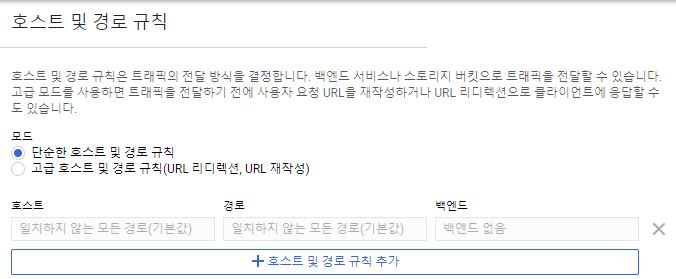 호스트 및 경로 규칙
호스트 및 경로 규칙은 트래픽의 전달 방식을 결정합니다. 백엔드 서비스나 스토리지 버킷으로 트래픽을 전달할 수 있습니다.
고급 모드를 사용하면 트래픽을 전달하기 전에 사용자 요청 URL을 재작성하거나 URL 리디렉션으로 클라이언트에 응답할 수
도 있습니다.
모드
단순한 호스트 및 경로 규칙
고급 호스트 및 경로 규칙(URL 리디렉션, URL 재작성)
호스트 경로 백엔드
일치하지 않는 모든 경로(기본값) 일치하지 않는 모든 경로(기본값) 백엔드 없음
+ 호스트 및 경로 규칙 추가